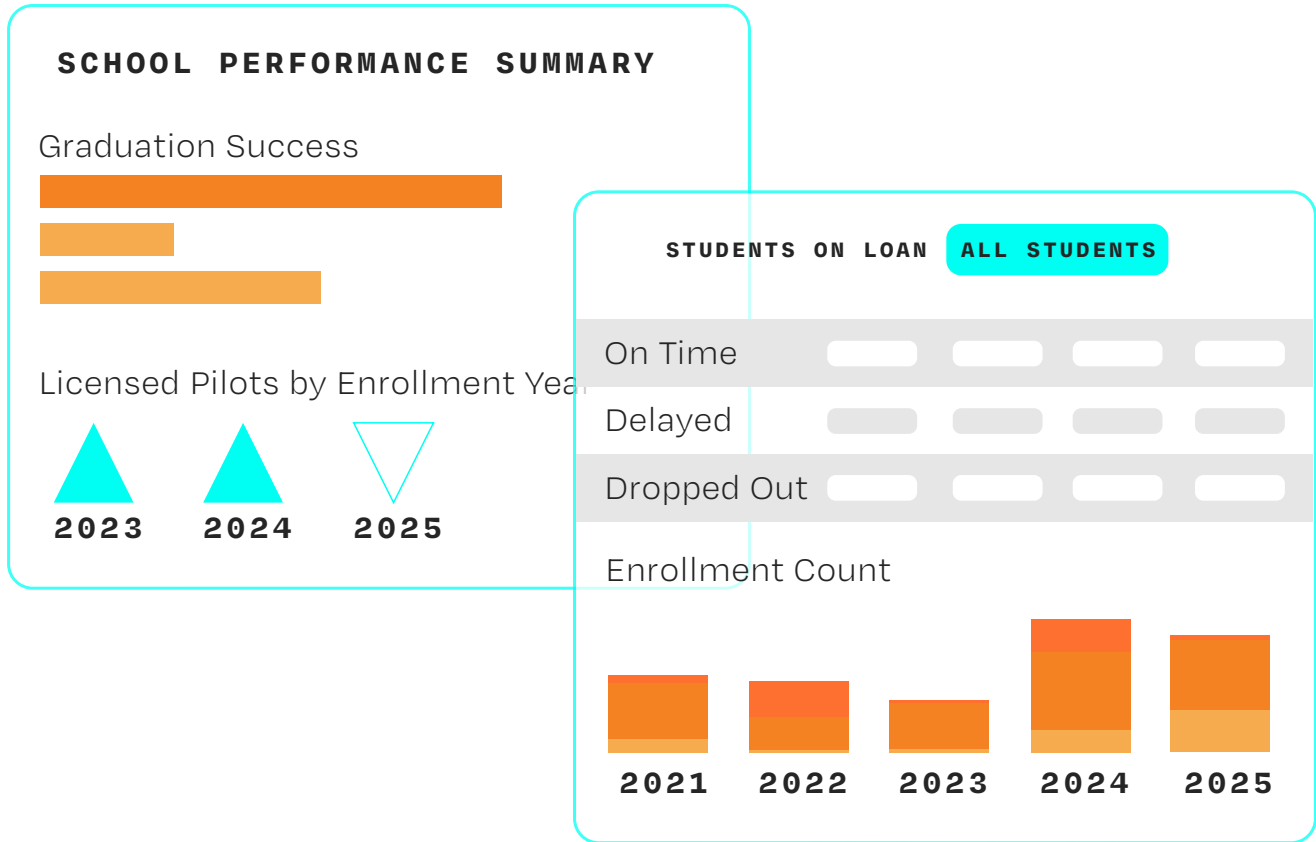 SCHOOL PERFORMANCE SUMMARY
Graduation Success
Licensed Pilots by Enrollment Year
2023 2024 2025
STUDENTS ON LOAN ALL STUDENTS
On Time
Delayed
Dropped Out
Enrollment Count
2021 2022 2023 2024 2025